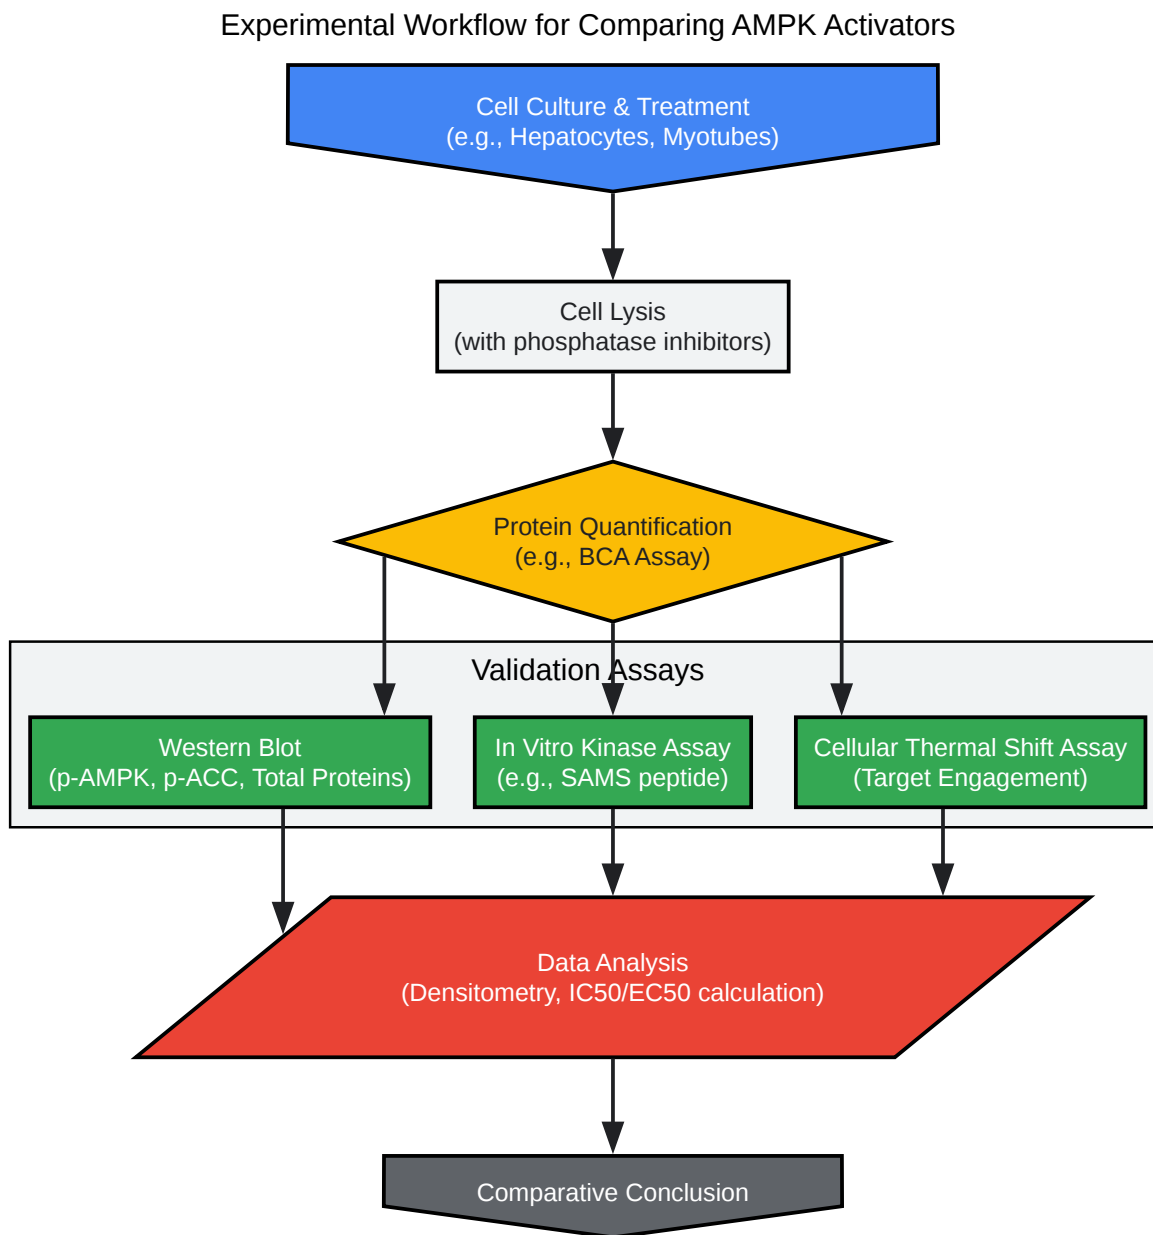 Experimental Workflow for Comparing AMPK Activators
Cell Culture & Treatment
(e.g., Hepatocytes, Myotubes)
Cell Lysis
(with phosphatase inhibitors)
Protein Quantification
(e.g., BCA Assay)
Validation Assays
Western Blot
(p-AMPK, p-ACC, Total Proteins)
In Vitro Kinase Assay
(e.g., SAMS peptide)
Cellular Thermal Shift Assay
(Target Engagement)
Data Analysis
(Densitometry, IC50/EC50 calculation)
Comparative Conclusion